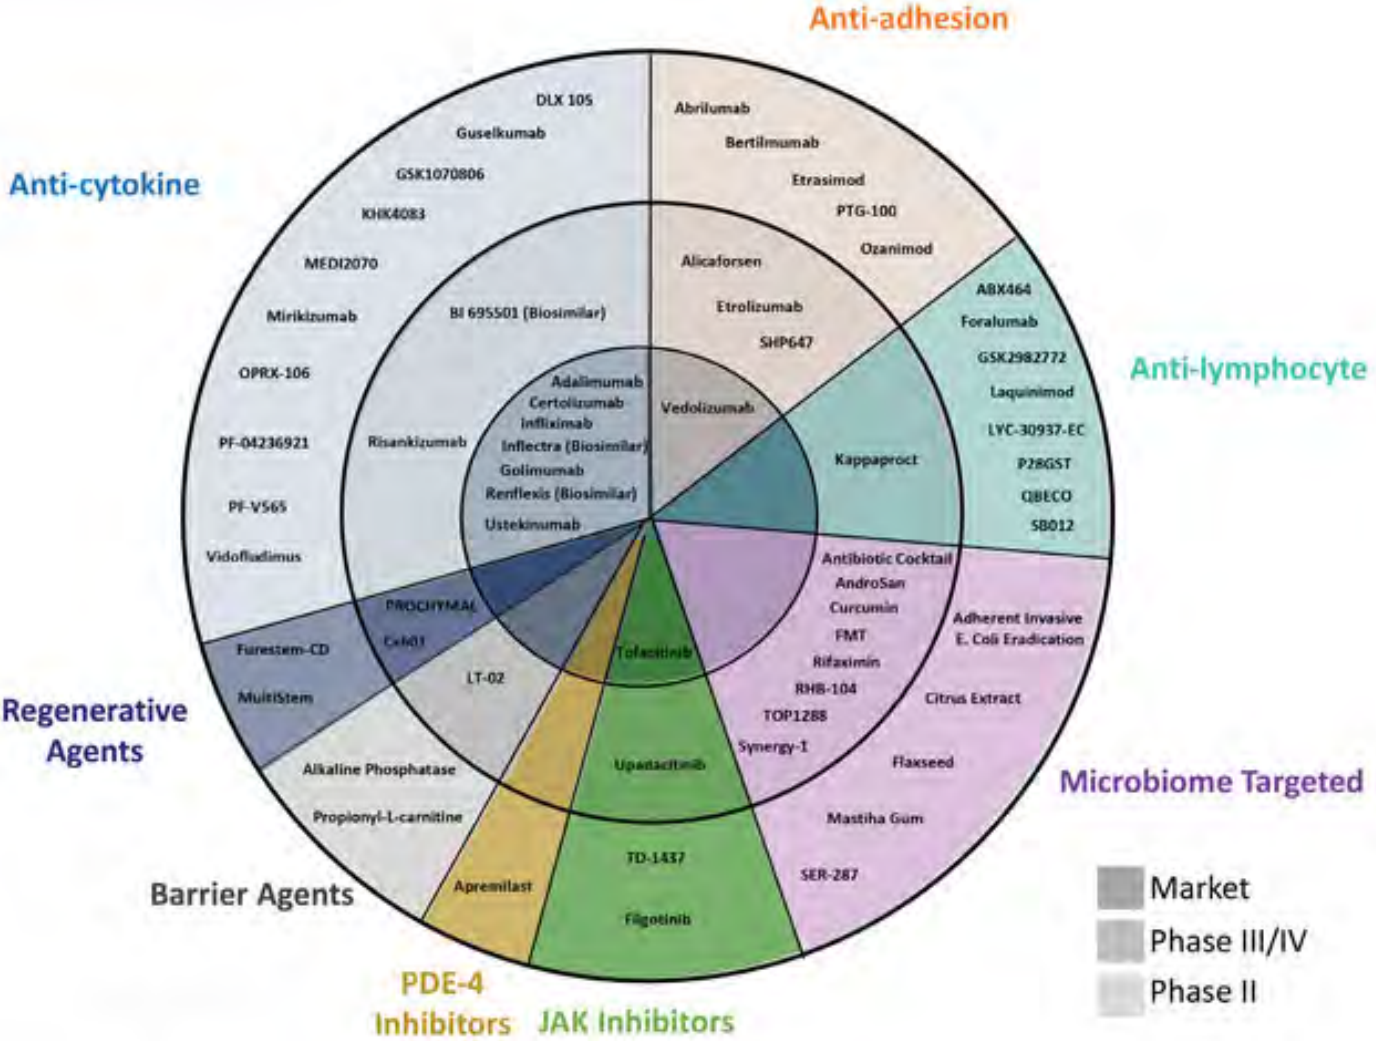 Anti-adhesion
Abrilumab
Bertilmumab
Etrasimod
PTG-100
Ozanimod
Alicaforsen
Etrolizumab
SHP647
Vedolizumab
Anti-lymphocyte
ABX464
Foralumab
GSK2982772
Laquinimod
LYC-30937-EC
P28GST
QBECO
SB012
Kappaproct
Microbiome Targeted
Antibiotic Cocktail
AndroSan
Curcumin
FMT
Rifaximin
RHB-104
TOP1288
Synergy-1
Adherent Invasive
E. Coli Eradication
Citrus Extract
Flaxseed
Mastiha Gum
SER-287
JAK Inhibitors
Tofacitinib
Upadacitinib
TD-1437
Filgotinib
PDE-4
Inhibitors
Apremilast
Barrier Agents
LT-02
Alkaline Phosphatase
Propionyl-L-carnitine
Regenerative
Agents
PROCHYMAL
Cx601
Furestem-CD
MultiStem
Anti-cytokine
DLX 105
Guselkumab
GSK1070806
KHK4083
MEDI2070
Mirikizumab
OPRX-106
PF-04236921
PF-V565
Vidofludimus
BI 695501 (Biosimilar)
Risankizumab
Adalimumab
Certolizumab
Infliximab
Inflectra (Biosimilar)
Golimumab
Renflexis (Biosimilar)
Ustekinumab
Market
Phase III/IV
Phase II